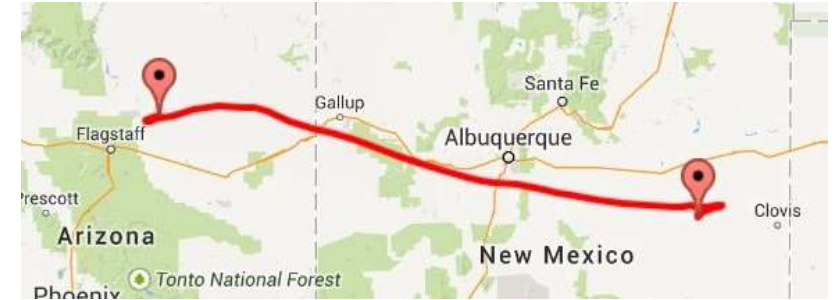 Santa Fe
Gallup
Flagstaff
Albuquerque
Prescott
Clovis
Arizona
New Mexico
Tonto National Forest
Phoenix